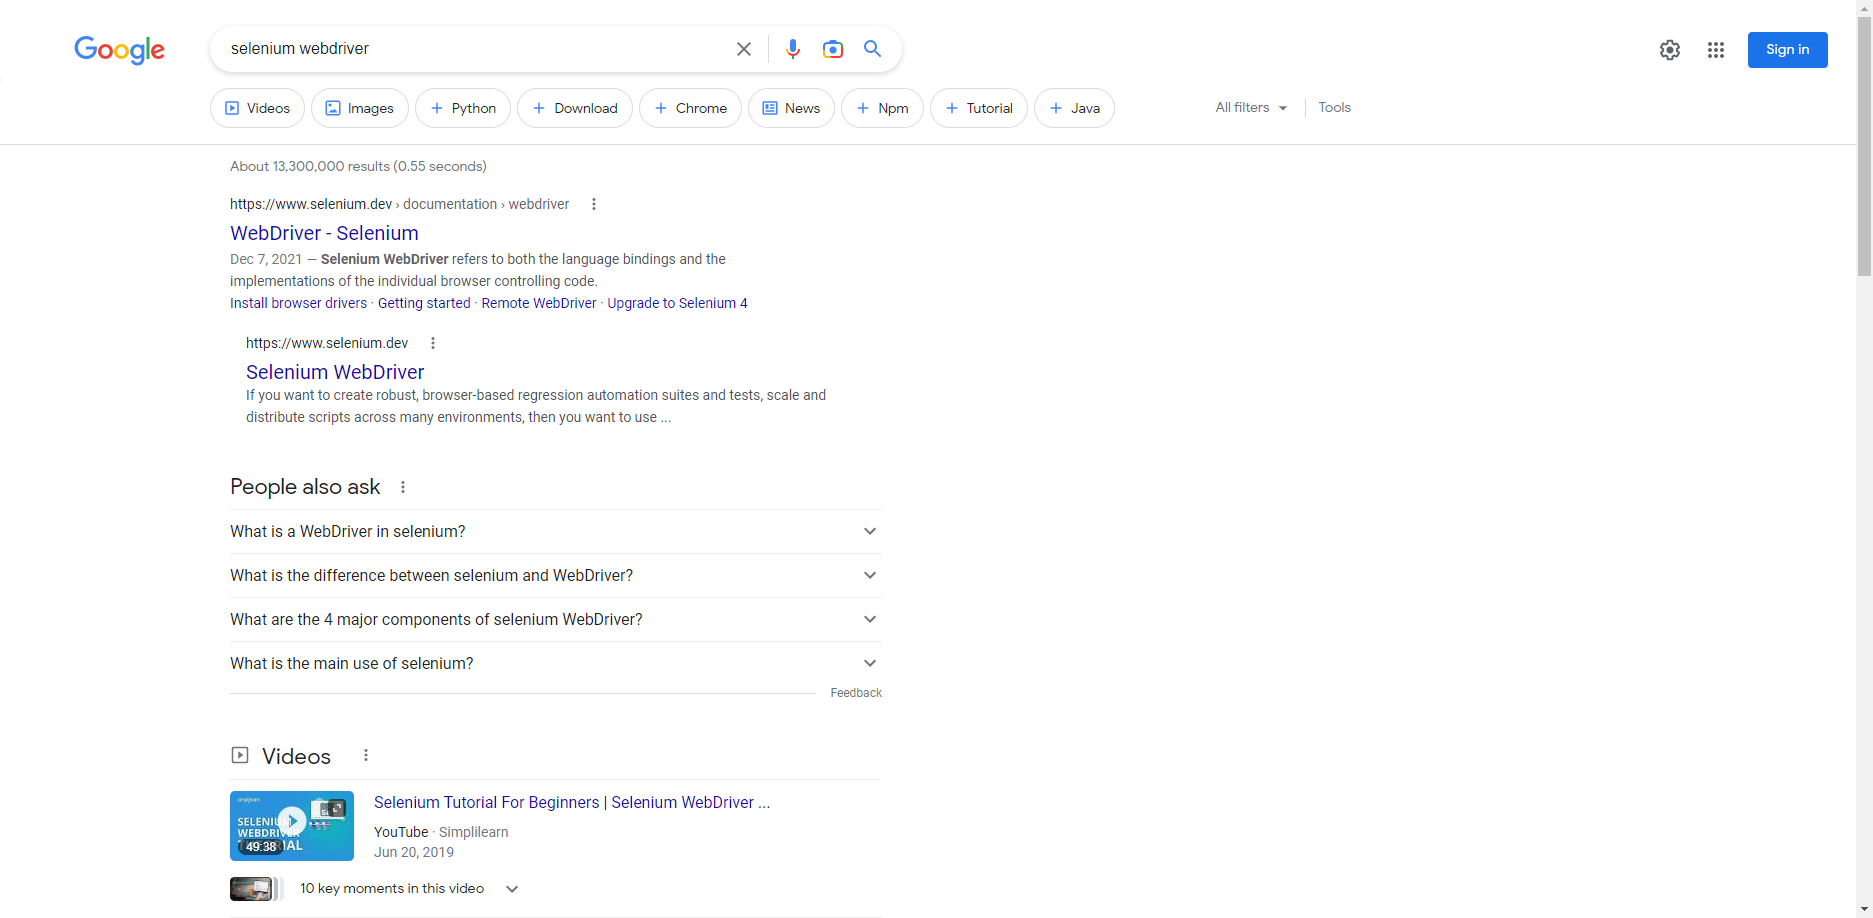 Google
selenium webdriver
Sign in
Videos
Images
Python
Download
Chrome
News
Npm
Tutorial
Java
All filters
Tools
About 13,300,000 results (0.55 seconds)
https://www.selenium.dev › documentation › webdriver
WebDriver - Selenium
Dec 7, 2021 — Selenium WebDriver refers to both the language bindings and the
implementations of the individual browser controlling code.
Install browser drivers · Getting started · Remote WebDriver · Upgrade to Selenium 4
https://www.selenium.dev
Selenium WebDriver
If you want to create robust, browser-based regression automation suites and tests, scale and
distribute scripts across many environments, then you want to use ...
People also ask
What is a WebDriver in selenium?
What is the difference between selenium and WebDriver?
What are the 4 major components of selenium WebDriver?
What is the main use of selenium?
Feedback
Videos
simplilearn
SELENIUM
WEBDRIVER
49:38
Selenium Tutorial For Beginners | Selenium WebDriver ...
YouTube · Simplilearn
Jun 20, 2019
10 key moments in this video